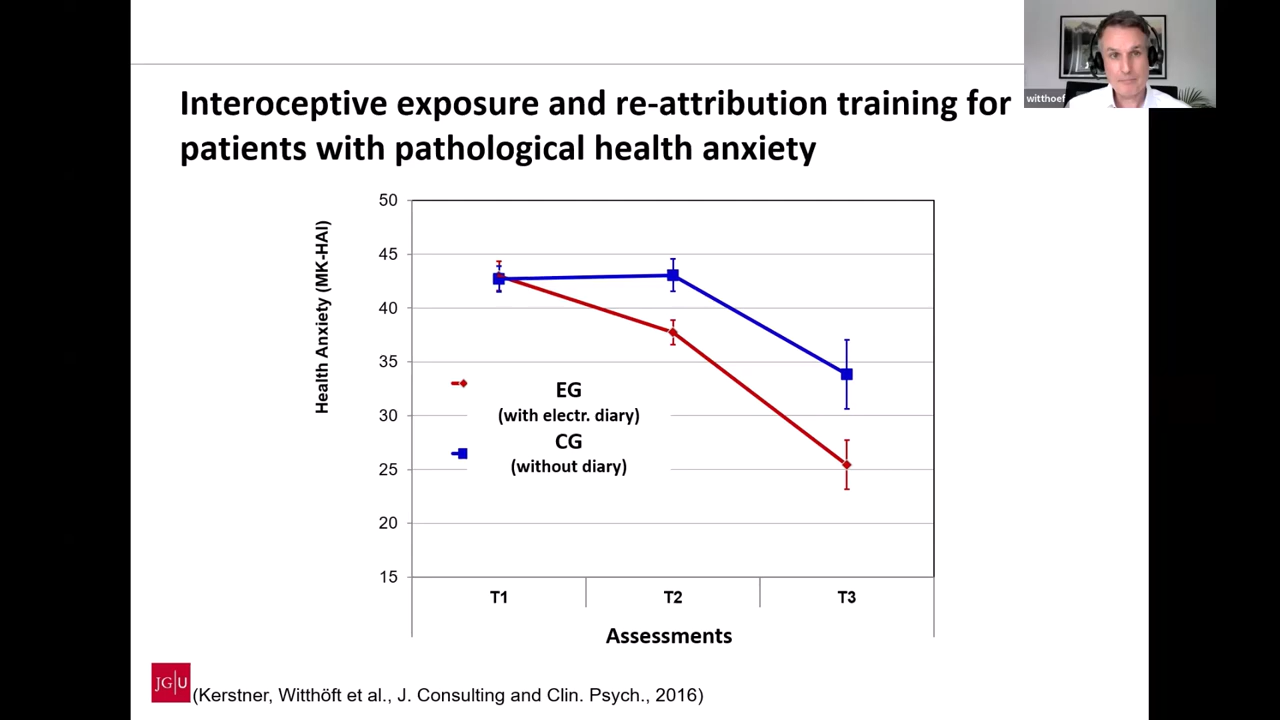 Interoceptive exposure and re-attribution training for
patients with pathological health anxiety
witthoef
Health Anxiety (MK-HAI)
50
45
40
35
30
25
20
15
EG
(with electr. diary)
CG
(without diary)
T1 T2 T3
Assessments
JG|U
(Kerstner, Witthöft et al., J. Consulting and Clin. Psych., 2016)